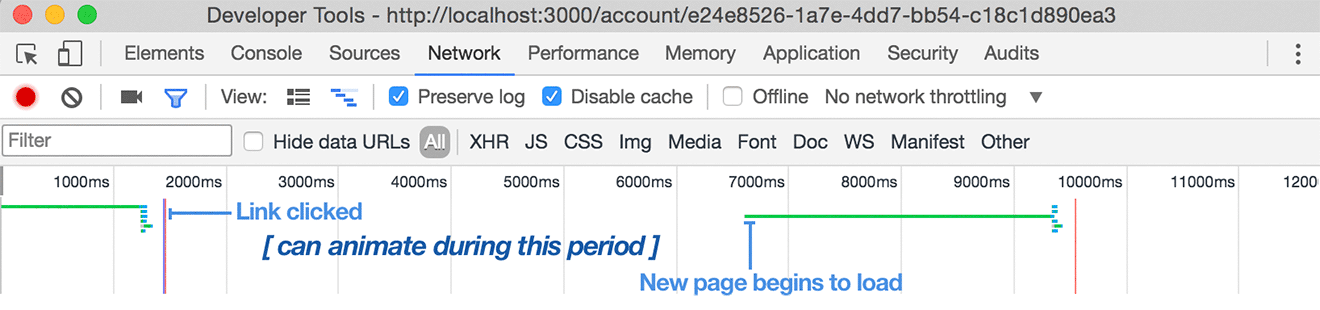 Developer Tools - http://localhost:3000/account/e24e8526-1a7e-4dd7-bb54-c18c1d890ea3
Elements Console Sources Network Performance Memory Application Security Audits
View: Preserve log Disable cache Offline No network throttling
Filter Hide data URLs All XHR JS CSS Img Media Font Doc WS Manifest Other
1000ms 2000ms 3000ms 4000ms 5000ms 6000ms 7000ms 8000ms 9000ms 10000ms 11000ms 1200
Link clicked
[ can animate during this period ]
New page begins to load